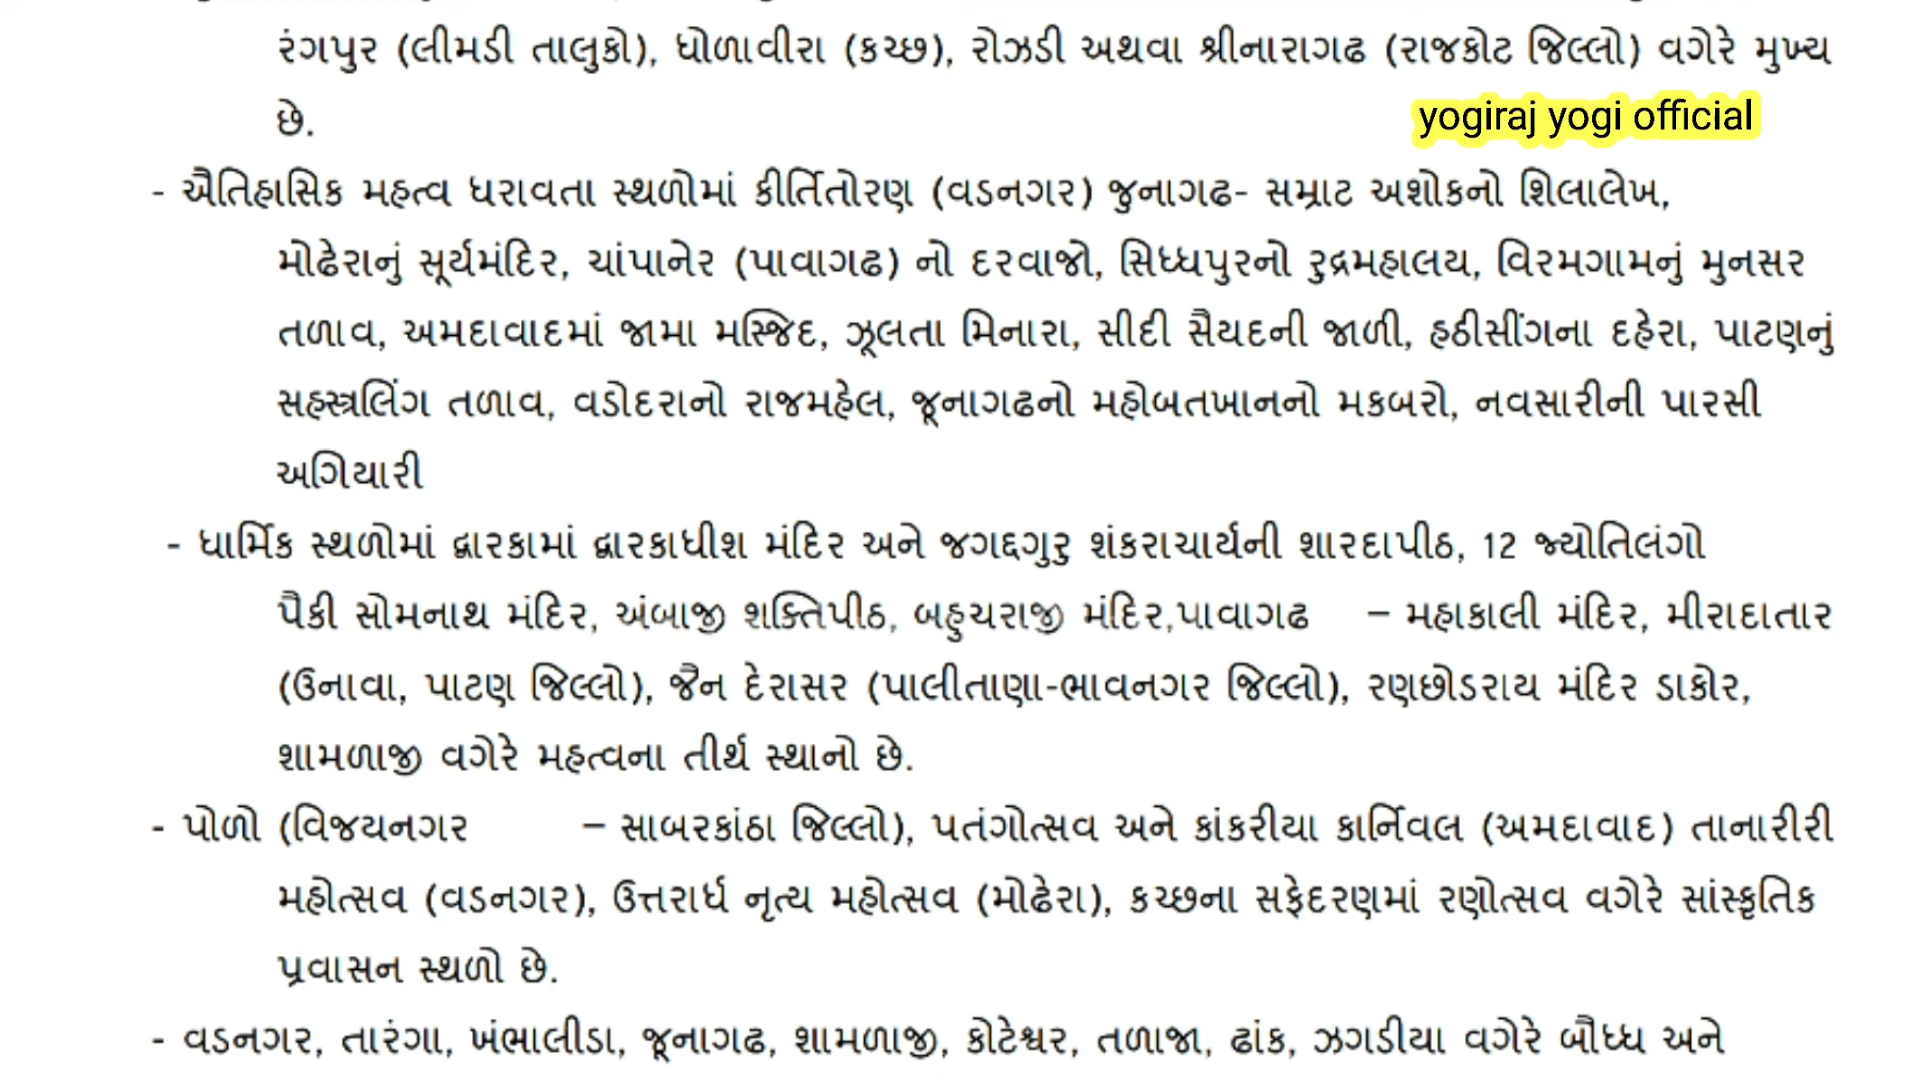 રંગપુર (લીમડી તાલુકો), ધોળાવીરા (કચ્છ), રોઝડી અથવા શ્રીનારાગઢ (રાજકોટ જિલ્લો) વગેરે મુખ્ય
છે.
yogiraj yogi official
- ઐતિહાસિક મહત્વ ધરાવતા સ્થળોમાં કીર્તિતોરણ (વડનગર) જુનાગઢ- સમ્રાટ અશોકનો શિલાલેખ,
મોઢેરાનું સૂર્યમંદિર, ચાંપાનેર (પાવાગઢ) નો દરવાજો, સિધ્ધપુરનો રુદ્રમહાલય, વિરમગામનું મુનસર
તળાવ, અમદાવાદમાં જામા મસ્જિદ, ઝૂલતા મિનારા, સીદી સૈયદની જાળી, હઠીસીંગના દહેરા, પાટણનું
સહસ્ત્રલિંગ તળાવ, વડોદરાનો રાજમહેલ, જૂનાગઢનો મહોબતખાનનો મકબરો, નવસારીની પારસી
અગિયારી
- ધાર્મિક સ્થળોમાં દ્વારકામાં દ્વારકાધીશ મંદિર અને જગદ્દગુરુ શંકરાચાર્યની શારદાપીઠ, 12 જ્યોતિલંગો
પૈકી સોમનાથ મંદિર, અંબાજી શક્તિપીઠ, બહુચરાજી મંદિર,પાવાગઢ – મહાકાલી મંદિર, મીરાદાતાર
(ઉનાવા, પાટણ જિલ્લો), જૈન દેરાસર (પાલીતાણા-ભાવનગર જિલ્લો), રણછોડરાય મંદિર ડાકોર,
શામળાજી વગેરે મહત્વના તીર્થ સ્થાનો છે.
- પોળો (વિજયનગર – સાબરકાંઠા જિલ્લો), પતંગોત્સવ અને કાંકરીયા કાર્નિવલ (અમદાવાદ) તાનારીરી
મહોત્સવ (વડનગર), ઉત્તરાર્ધ નૃત્ય મહોત્સવ (મોઢેરા), કચ્છના સફેદરણમાં રણોત્સવ વગેરે સાંસ્કૃતિક
પ્રવાસન સ્થળો છે.
- વડનગર, તારંગા, ખંભાલીડા, જૂનાગઢ, શામળાજી, કોટેશ્વર, તળાજા, ઢાંક, ઝગડીયા વગેરે બૌધ્ધ અને